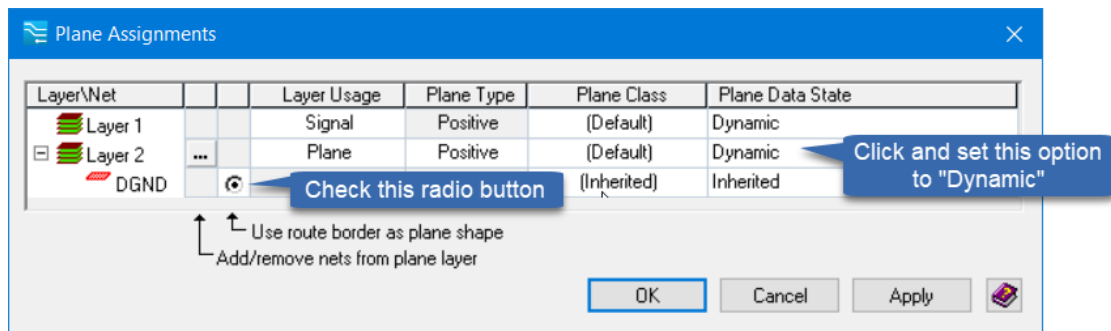 Plane Assignments
Layer\Net Layer Usage Plane Type Plane Class Plane Data State
Layer 1 Signal Positive (Default) Dynamic
Layer 2 ... Plane Positive (Default) Dynamic
Click and set this option
to "Dynamic"
DGND Check this radio button (Inherited) Inherited
Use route border as plane shape
Add/remove nets from plane layer
OK Cancel Apply